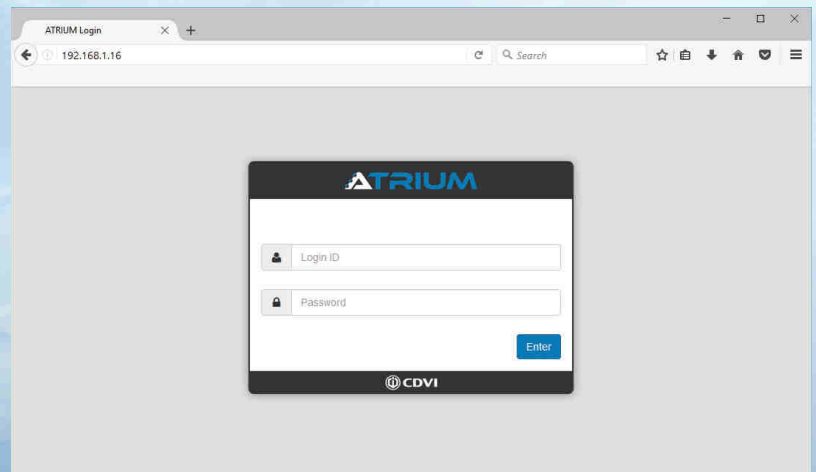 ATRIUM Login
192.168.1.16
Search
ATRIUM
Login ID
Password
Enter
CDVI